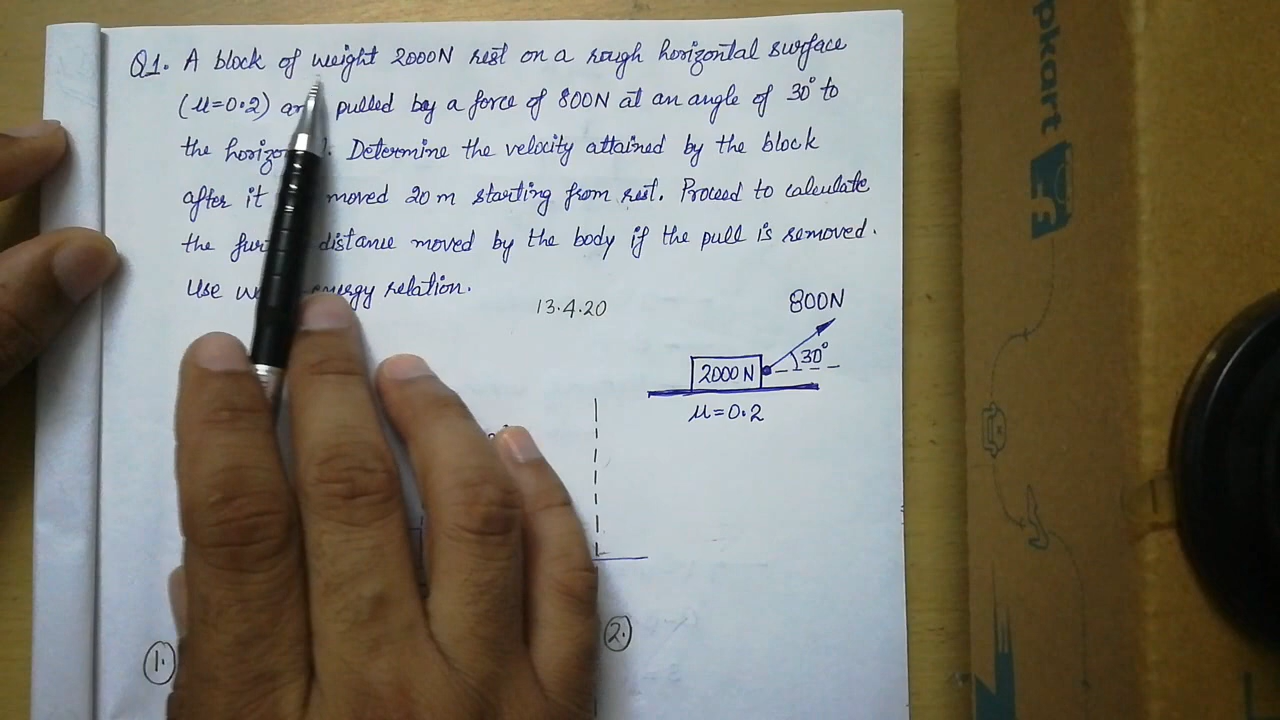 Q1. A block of weight 2000N rest on a rough horizontal surface
(μ=0.2) pulled by a force of 800N at an angle of 30° to
the Determine the velocity attained by the block
after it moved 20 m starting from rest. Proceed to calculate
the distance moved by the body if the pull is removed.
Use energy relation.
13.4.20
800N
30°
2000N
μ=0.2
1.
2.
pkart